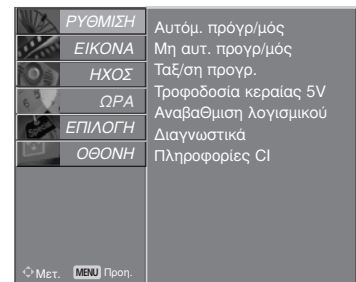 ΡΥΘΜΙΣΗ
ΕΙΚΟΝΑ
ΗΧΟΣ
ΩΡΑ
ΕΠΙΛΟΓΗ
ΟΘΟΝΗ
Αυτόμ. πρόγρ/μός
Μη αυτ. προγρ/μός
Ταξ/ση προγρ.
Τροφοδοσία κεραίας 5V
Αναβαθμιση λογισμικού
Διαγνωστικά
Πληροφορίες CI
Μετ. MENU Προη.